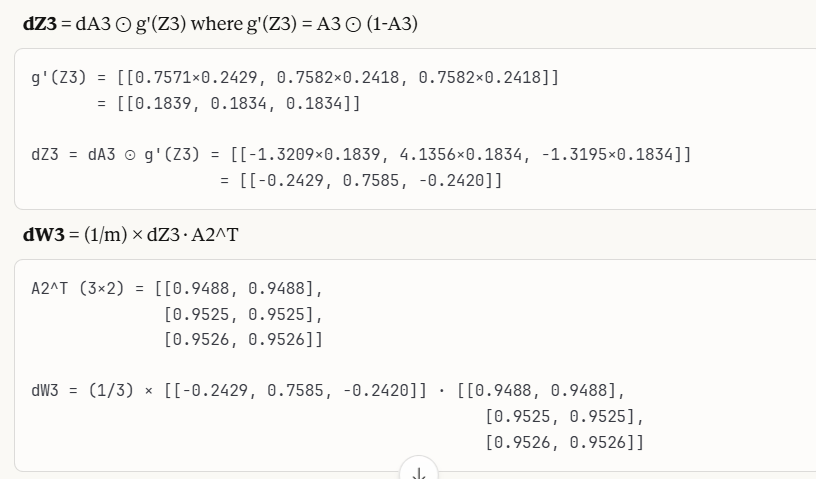 dZ3 = dA3 ⊙ g'(Z3) where g'(Z3) = A3 ⊙ (1-A3)
g'(Z3) = [[0.7571×0.2429, 0.7582×0.2418, 0.7582×0.2418]]
= [[0.1839, 0.1834, 0.1834]]
dZ3 = dA3 ⊙ g'(Z3) = [[-1.3209×0.1839, 4.1356×0.1834, -1.3195×0.1834]]
= [[-0.2429, 0.7585, -0.2420]]
dW3 = (1/m) × dZ3 · A2^T
A2^T (3×2) = [[0.9488, 0.9488],
[0.9525, 0.9525],
[0.9526, 0.9526]]
dW3 = (1/3) × [[-0.2429, 0.7585, -0.2420]] · [[0.9488, 0.9488],
[0.9525, 0.9525],
[0.9526, 0.9526]]